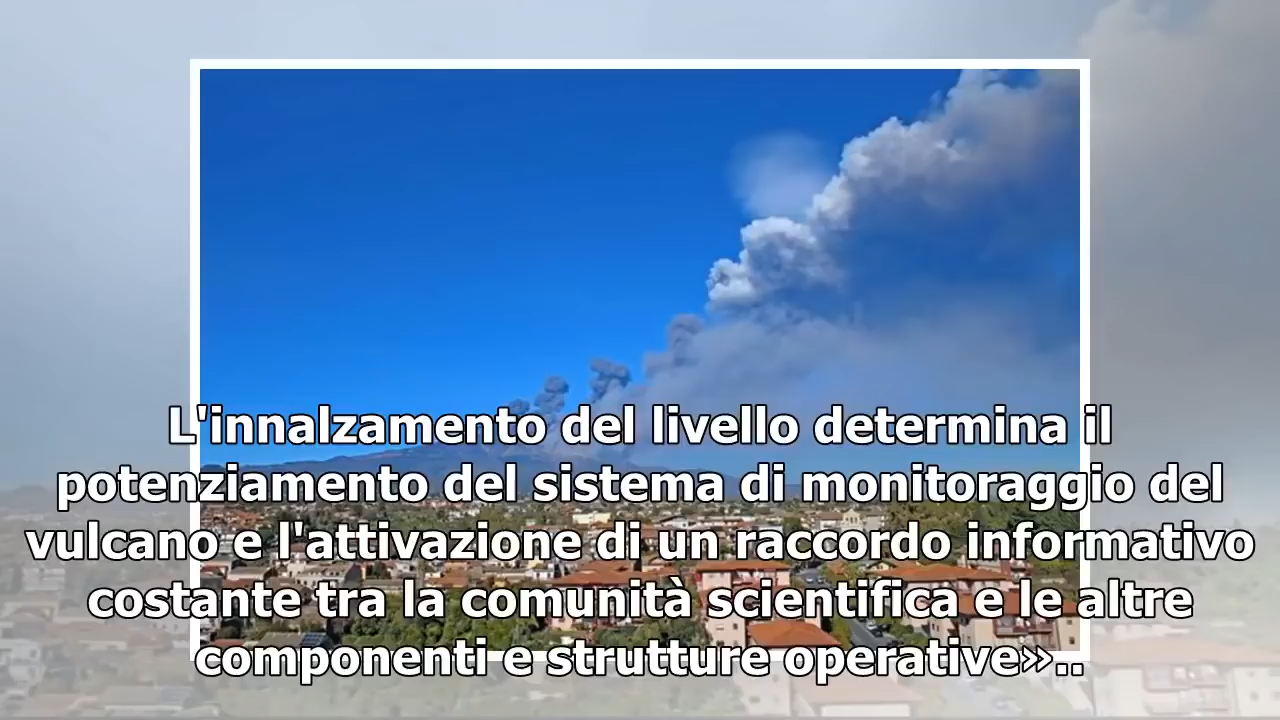 L'innalzamento del livello determina il
potenziamento del sistema di monitoraggio del
vulcano e l'attivazione di un raccordo informativo
costante tra la comunità scientifica e le altre
componenti e strutture operative»..